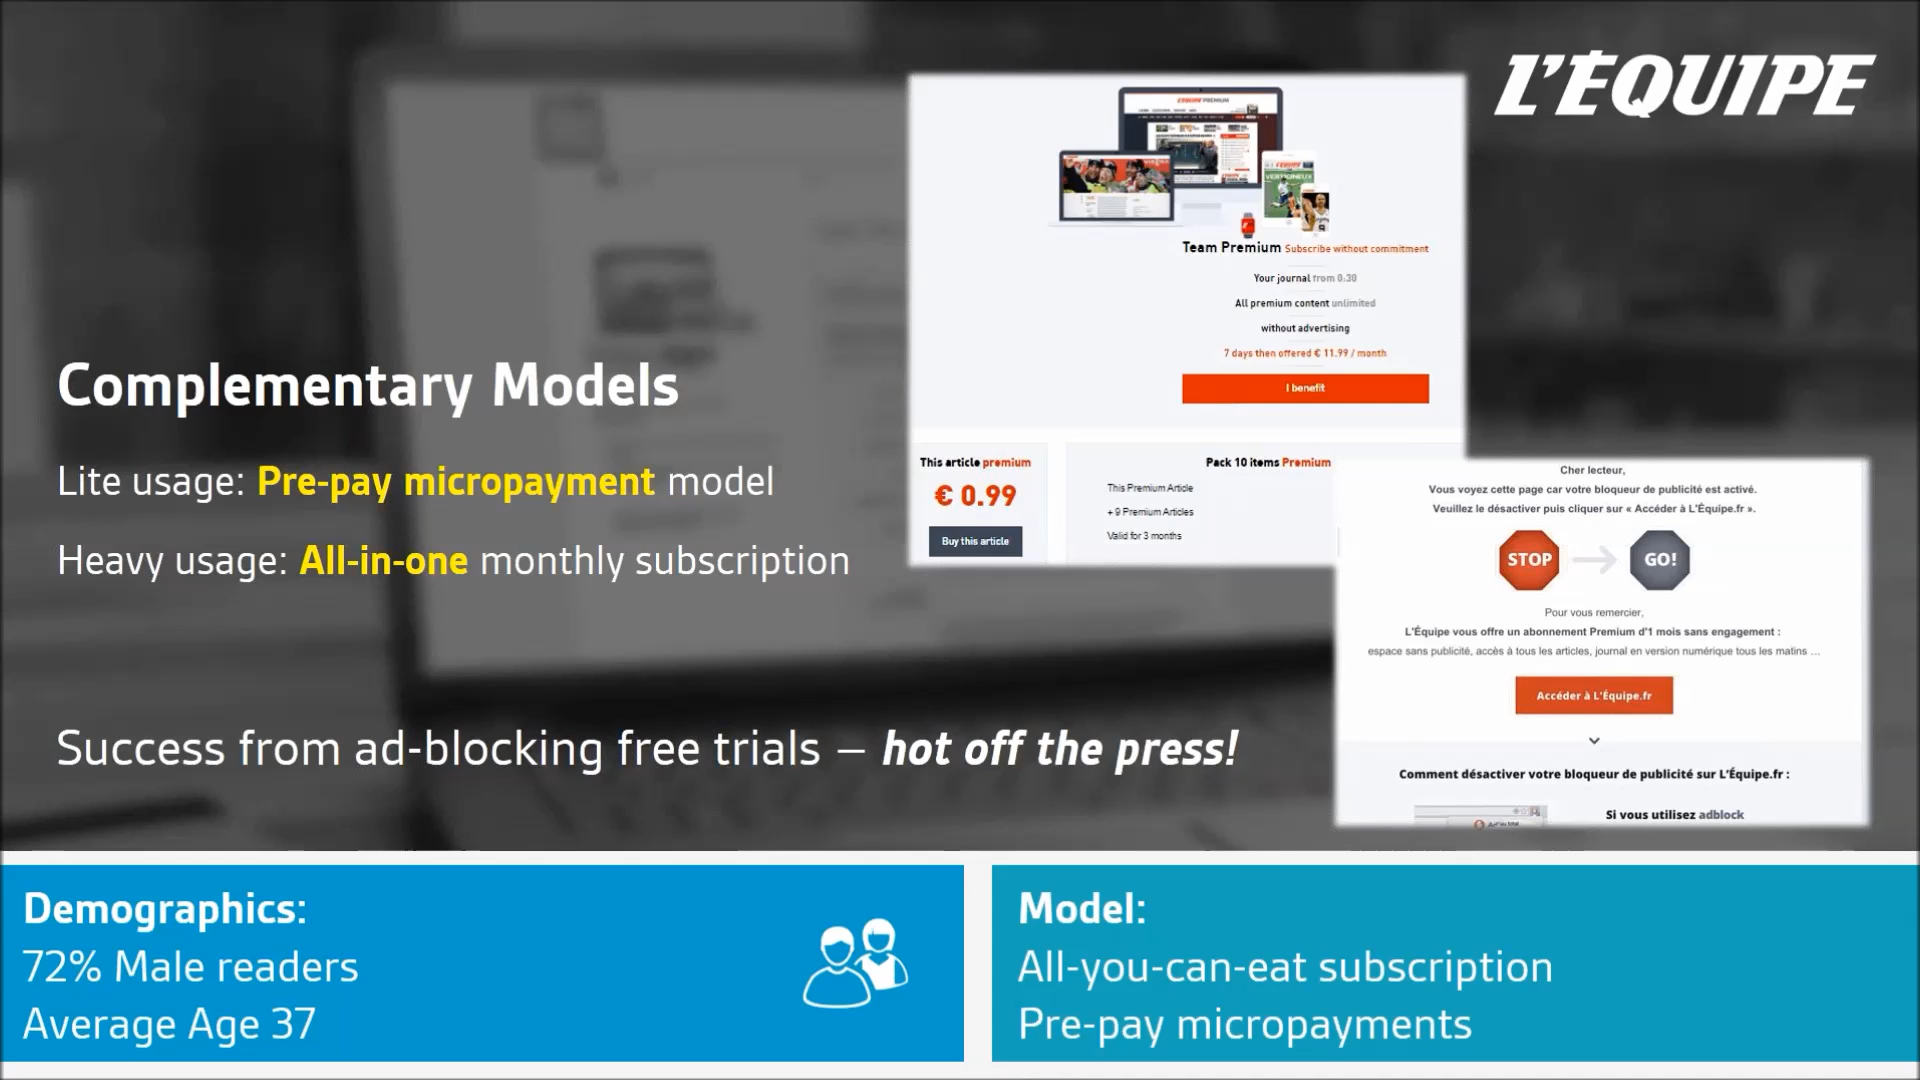 L'ÉQUIPE
L'ÉQUIPE PREMIUM
Team Premium Subscribe without commitment
Your journal from 0.30
All premium content unlimited
without advertising
7 days then offered € 11.99 / month
I benefit
This article premium
€ 0.99
Buy this article
Pack 10 items Premium
This Premium Article
+ 9 Premium Articles
Valid for 3 months
Complementary Models
Lite usage: Pre-pay micropayment model
Heavy usage: All-in-one monthly subscription
Success from ad-blocking free trials – hot off the press!
Cher lecteur,
Vous voyez cette page car votre bloqueur de publicité est activé.
Veuillez le désactiver puis cliquer sur « Accéder à L'Équipe.fr ».
STOP GO!
Pour vous remercier,
L'Équipe vous offre un abonnement Premium d'1 mois sans engagement :
espace sans publicité, accès à tous les articles, journal en version numérique tous les matins ...
Accéder à L'Équipe.fr
Comment désactiver votre bloqueur de publicité sur L'Équipe.fr :
Si vous utilisez adblock
Demographics:
72% Male readers
Average Age 37
Model:
All-you-can-eat subscription
Pre-pay micropayments